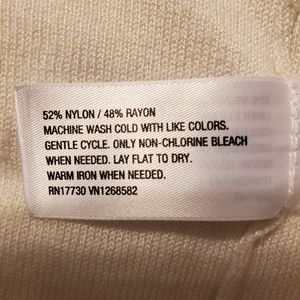 52% NYLON / 48% RAYON
MACHINE WASH COLD WITH LIKE COLORS.
GENTLE CYCLE. ONLY NON-CHLORINE BLEACH
WHEN NEEDED. LAY FLAT TO DRY.
WARM IRON WHEN NEEDED.
RN17730 VN1268582